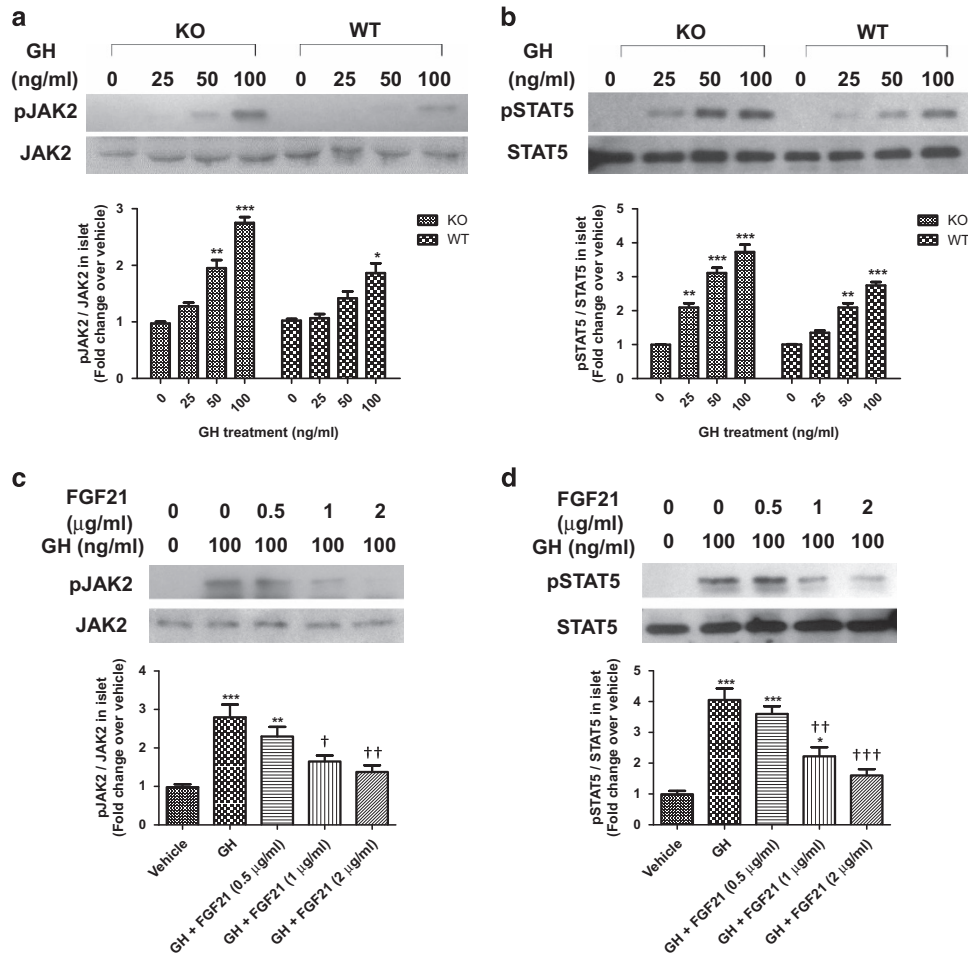 a
KO WT
GH
(ng/ml) 0 25 50 100 0 25 50 100
pJAK2
JAK2
pJAK2 / JAK2 in islet
(Fold change over vehicle)
3
2
1
0
** *** *
KO
WT
0 25 50 100 0 25 50 100
GH treatment (ng/ml)
b
KO WT
GH
(ng/ml) 0 25 50 100 0 25 50 100
pSTAT5
STAT5
pSTAT5 / STAT5 in islet
(Fold change over vehicle)
5
4
3
2
1
0
** *** *** ** ***
KO
WT
0 25 50 100 0 25 50 100
GH treatment (ng/ml)
c
FGF21
(μg/ml) 0 0 0.5 1 2
GH (ng/ml) 0 100 100 100 100
pJAK2
JAK2
pJAK2 / JAK2 in islet
(Fold change over vehicle)
4
3
2
1
0
*** ** † ††
Vehicle
GH
GH + FGF21 (0.5 μg/ml)
GH + FGF21 (1 μg/ml)
GH + FGF21 (2 μg/ml)
d
FGF21
(μg/ml) 0 0 0.5 1 2
GH (ng/ml) 0 100 100 100 100
pSTAT5
STAT5
pSTAT5 / STAT5 in islet
(Fold change over vehicle)
5
4
3
2
1
0
*** *** †† * †††
Vehicle
GH
GH + FGF21 (0.5 μg/ml)
GH + FGF21 (1 μg/ml)
GH + FGF21 (2 μg/ml)